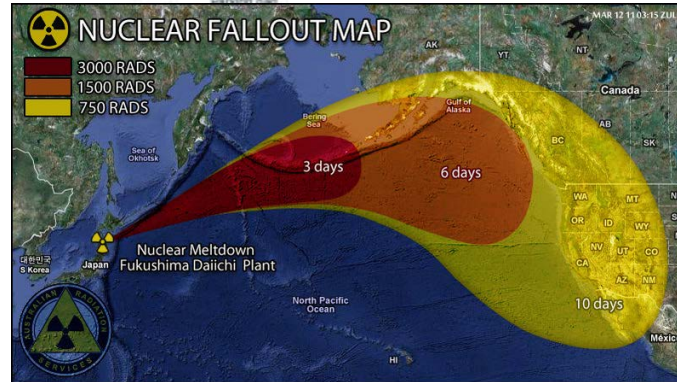 NUCLEAR FALLOUT MAP
MAR 12 11 03:15 ZUL
3000 RADS
1500 RADS
750 RADS
AK
YT
NT
Canada
Bering
Sea
Gulf of
Alaska
Sea of
Okhotsk
BC
AB
SK
3 days
6 days
WA
MT
OR
ID
WY
NV
UT
CO
CA
AZ
NM
대한민국
S Korea
Japan
Nuclear Meltdown
Fukushima Daiichi Plant
10 days
North Pacific
Ocean
HI
Méxic
AUSTRALIAN RADIATION
SERVICES